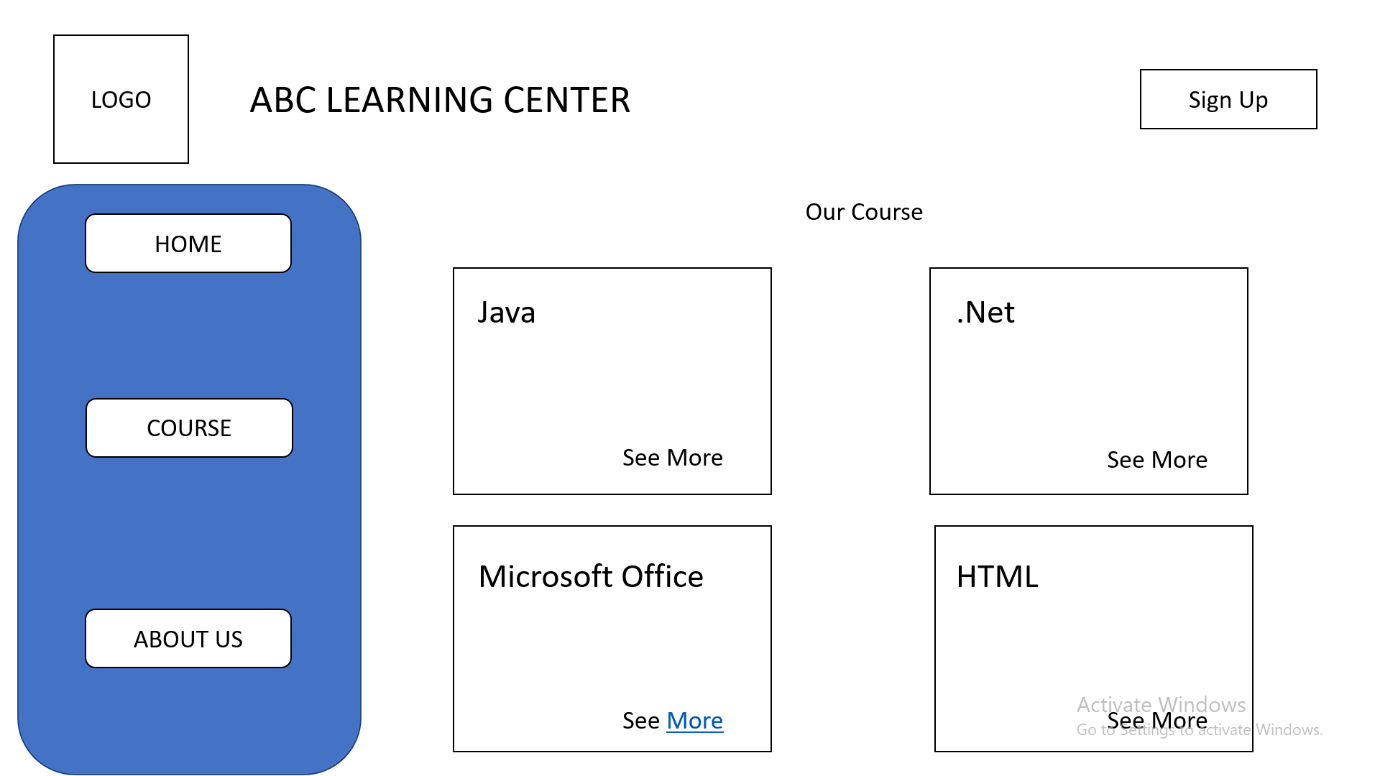 LOGO
ABC LEARNING CENTER
Sign Up
HOME
COURSE
ABOUT US
Our Course
Java
See More
.Net
See More
Microsoft Office
See More
HTML
See More
Activate Windows
Go to Settings to activate Windows.